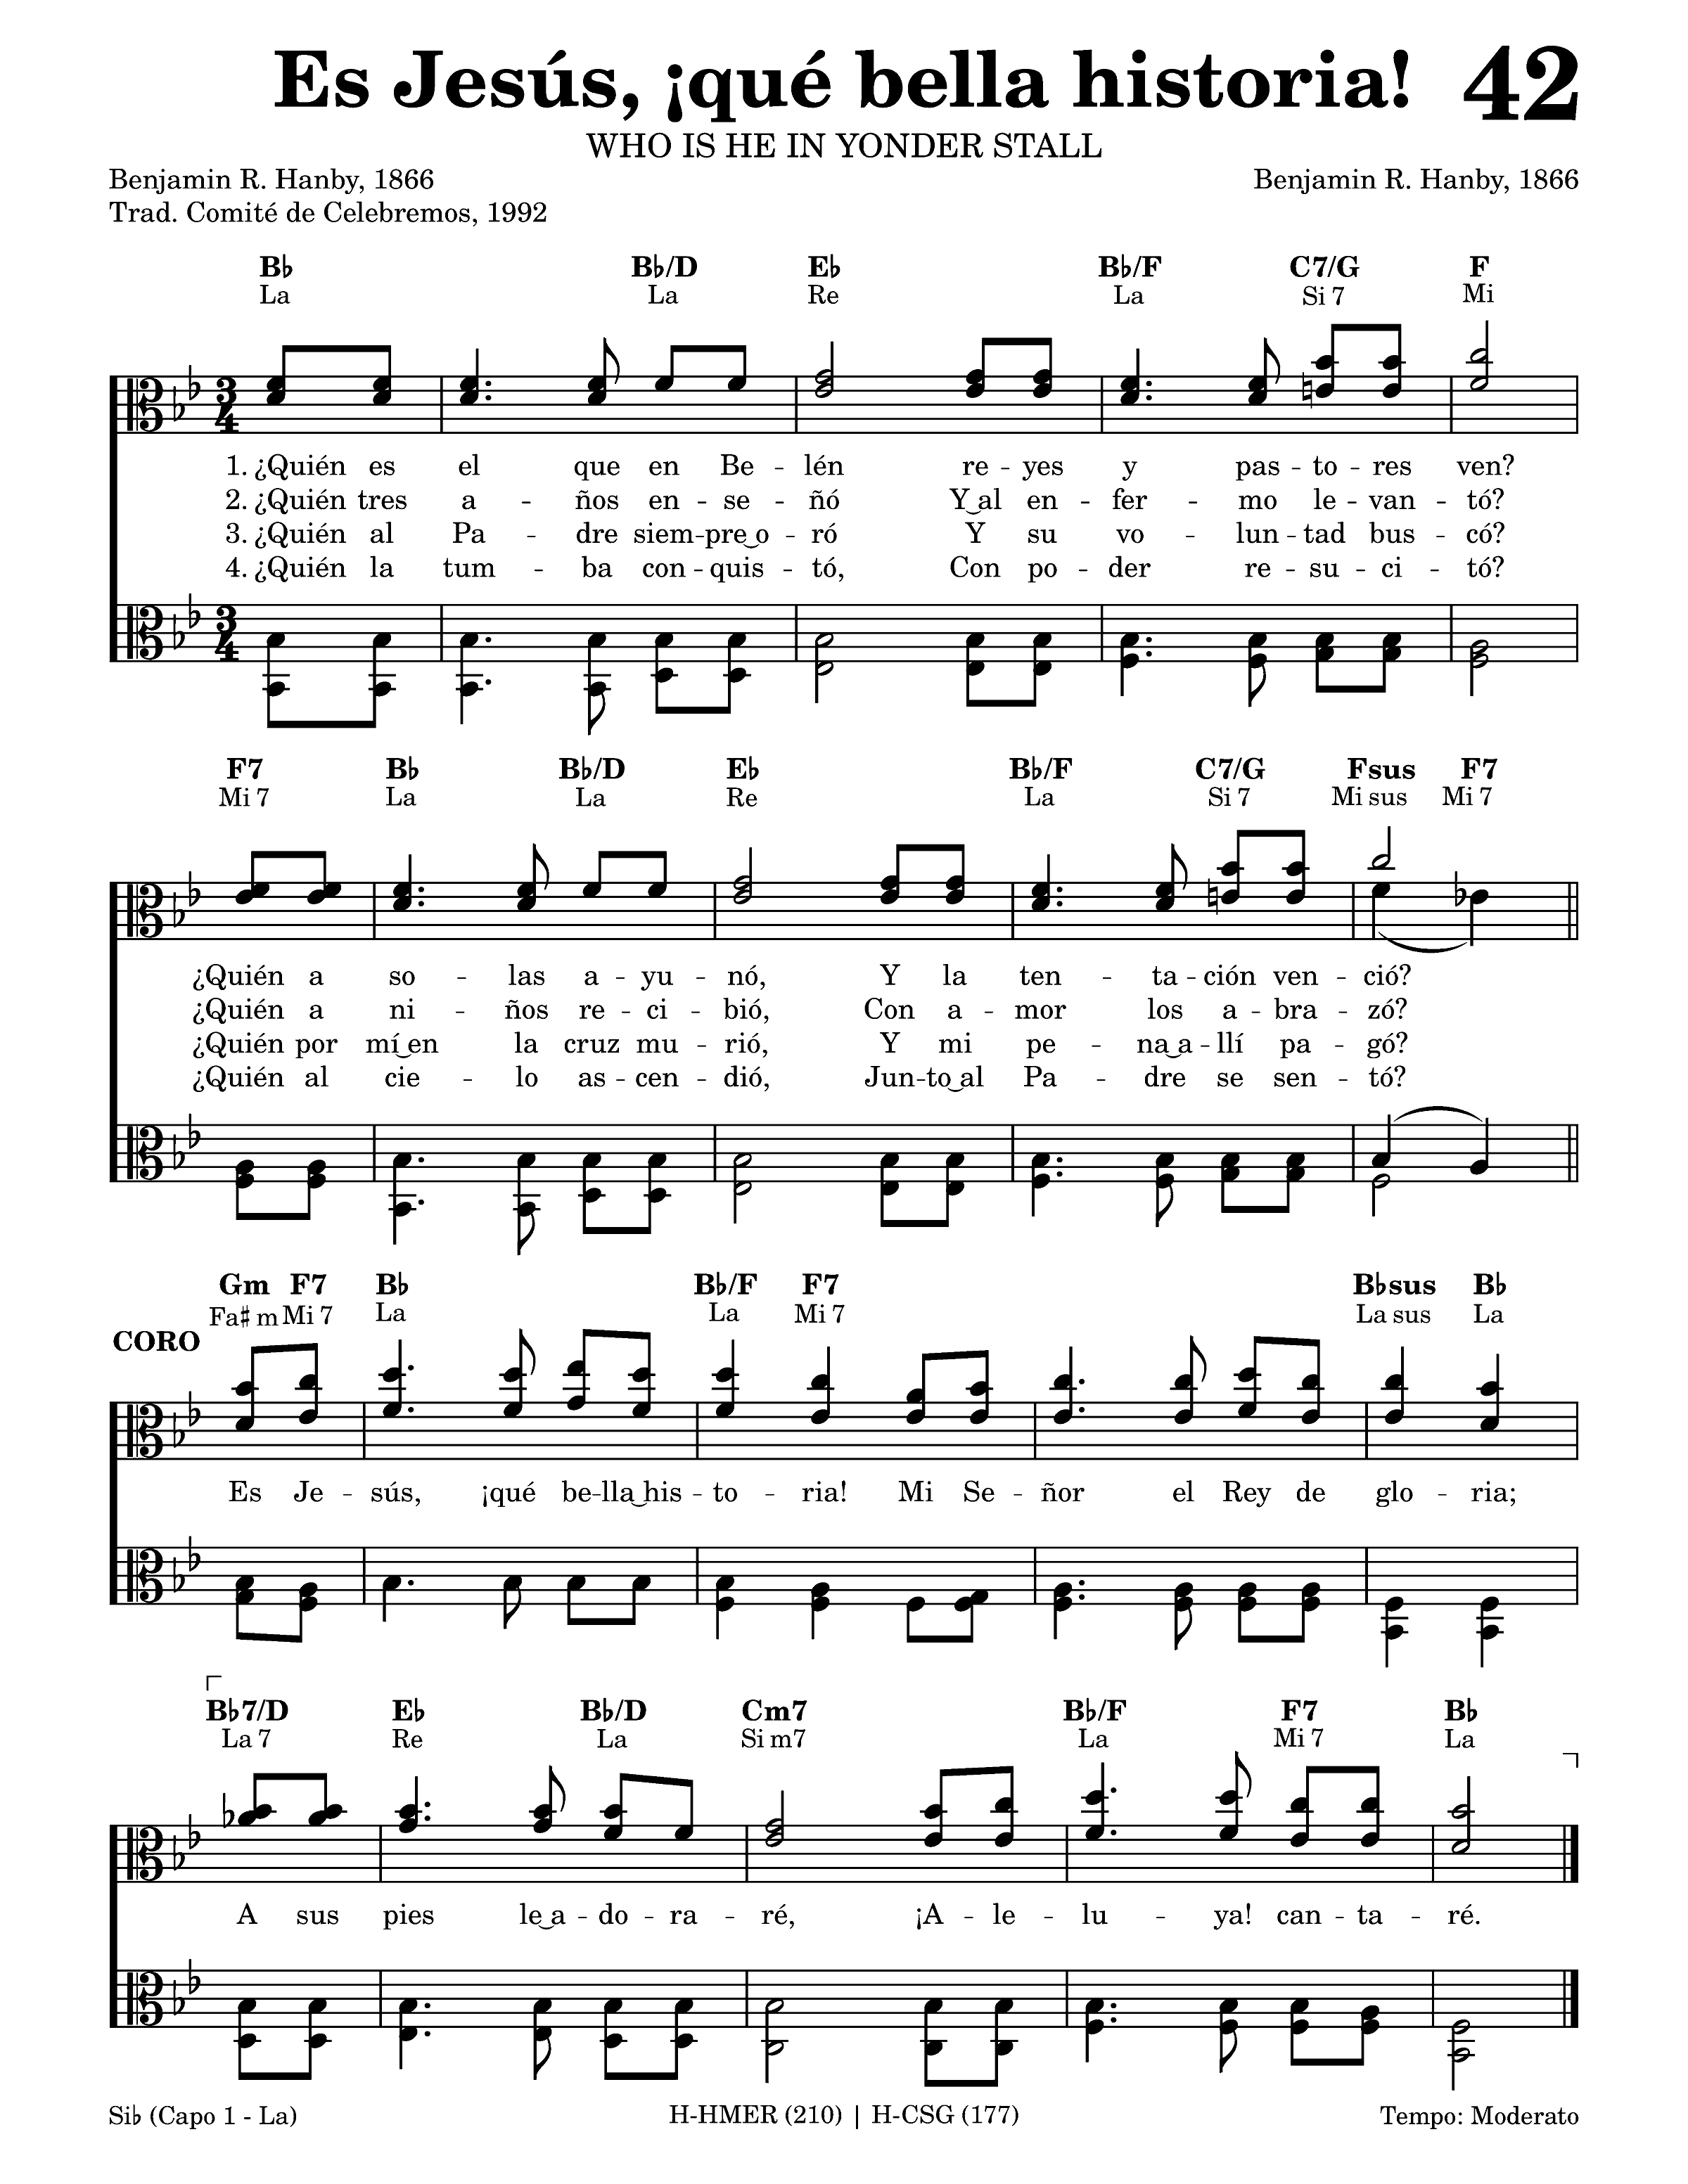 Es Jesús, ¡qué bella historia! 42
WHO IS HE IN YONDER STALL
Benjamin R. Hanby, 1866 Benjamin R. Hanby, 1866
Trad. Comité de Celebremos, 1992
B♭ B♭/D E♭ B♭/F C7/G F
La La Re La Si 7 Mi
1. ¿Quién es el que en Be -- lén re -- yes y pas -- to -- res ven?
2. ¿Quién tres a -- ños en -- se -- ñó Y‿al en -- fer -- mo le -- van -- tó?
3. ¿Quién al Pa -- dre siem -- pre‿o -- ró Y su vo -- lun -- tad bus -- có?
4. ¿Quién la tum -- ba con -- quis -- tó, Con po -- der re -- su -- ci -- tó?
F7 B♭ B♭/D E♭ B♭/F C7/G Fsus F7
Mi 7 La La Re La Si 7 Mi sus Mi 7
¿Quién a so -- las a -- yu -- nó, Y la ten -- ta -- ción ven -- ció?
¿Quién a ni -- ños re -- ci -- bió, Con a -- mor los a -- bra -- zó?
¿Quién por mí‿en la cruz mu -- rió, Y mi pe -- na‿a -- llí pa -- gó?
¿Quién al cie -- lo as -- cen -- dió, Jun -- to‿al Pa -- dre se sen -- tó?
Gm F7 B♭ B♭/F F7 B♭sus B♭
Fa♯ m Mi 7 La La Mi 7 La sus La
CORO
Es Je -- sús, ¡qué be -- lla‿his -- to -- ria! Mi Se -- ñor el Rey de glo -- ria;
B♭7/D E♭ B♭/D Cm7 B♭/F F7 B♭
La 7 Re La Si m7 La Mi 7 La
A sus pies le‿a -- do -- ra -- ré, ¡A -- le -- lu -- ya! can -- ta -- ré.
Si♭ (Capo 1 - La) H-HMER (210) | H-CSG (177) Tempo: Moderato